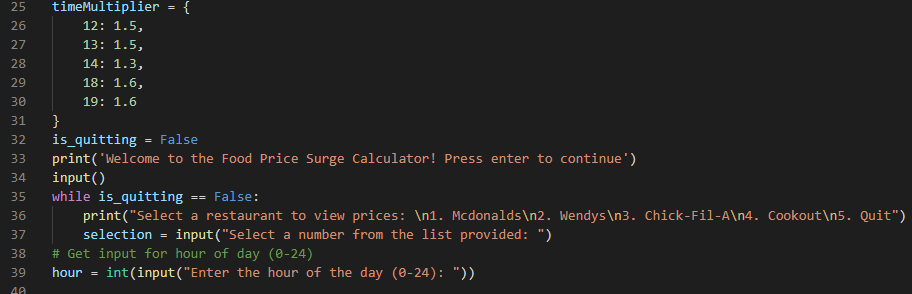 25 timeMultiplier = {
26     12: 1.5,
27     13: 1.5,
28     14: 1.3,
29     18: 1.6,
30     19: 1.6
31 }
32 is_quitting = False
33 print('Welcome to the Food Price Surge Calculator! Press enter to continue')
34 input()
35 while is_quitting == False:
36     print("Select a restaurant to view prices: \n1. Mcdonalds\n2. Wendys\n3. Chick-Fil-A\n4. Cookout\n5. Quit")
37     selection = input("Select a number from the list provided: ")
38 # Get input for hour of day (0-24)
39 hour = int(input("Enter the hour of the day (0-24): "))
40